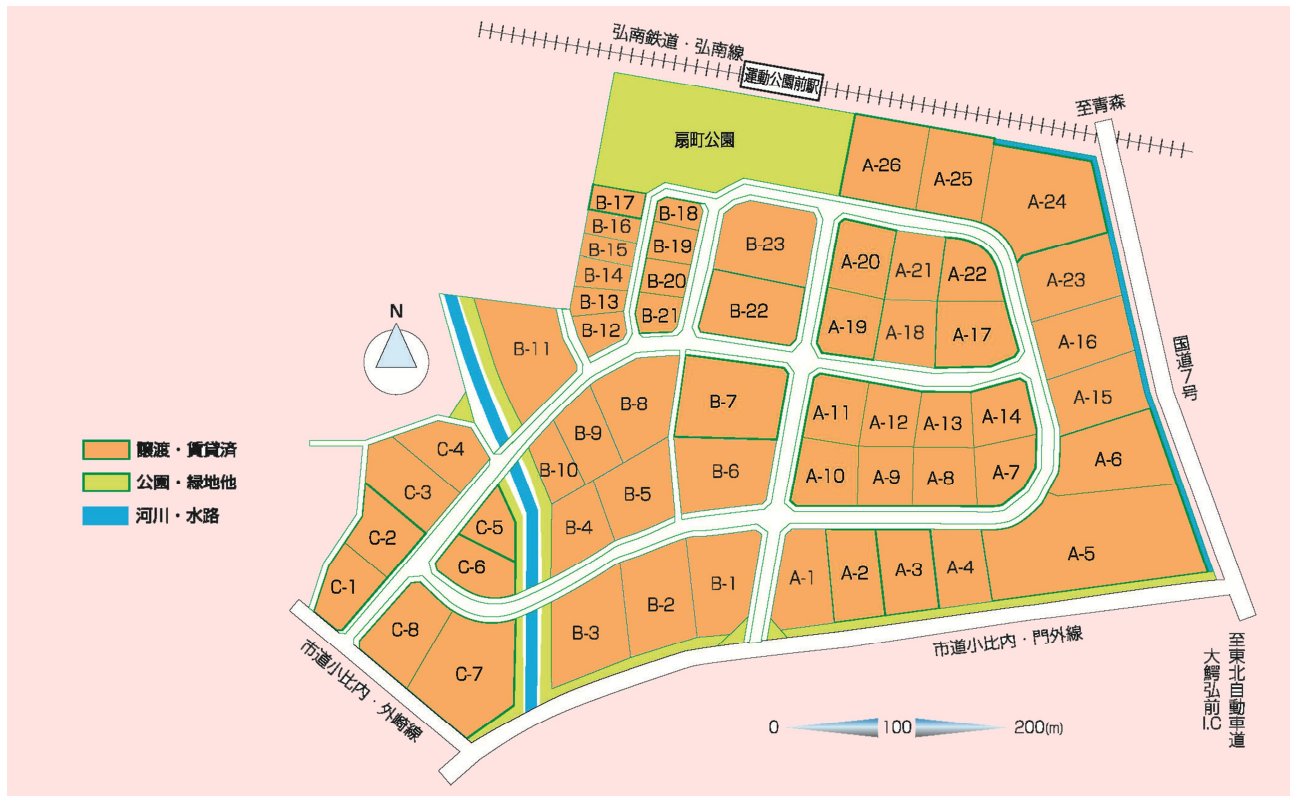 弘南鉄道・弘南線
運動公園前駅
至青森
扇町公園
A-26
A-25
A-24
B-17
B-18
B-16
B-19
B-23
B-15
B-14
B-20
B-13
B-21
B-22
B-12
A-20
A-21
A-22
A-23
A-19
A-18
A-17
A-16
N
B-11
国道7号
B-8
B-7
A-15
A-11
A-12
A-13
A-14
B-9
C-4
B-10
B-6
A-10
A-9
A-8
A-7
A-6
譲渡・賃貸済
公園・緑地他
河川・水路
C-3
B-5
C-5
B-4
C-2
C-6
A-5
C-1
B-1
A-1
A-2
A-3
A-4
B-2
C-8
B-3
C-7
市道小比内・門外線
市道小比内・外崎線
至東北自動車道
大鰐弘前I.C
0 100 200(m)